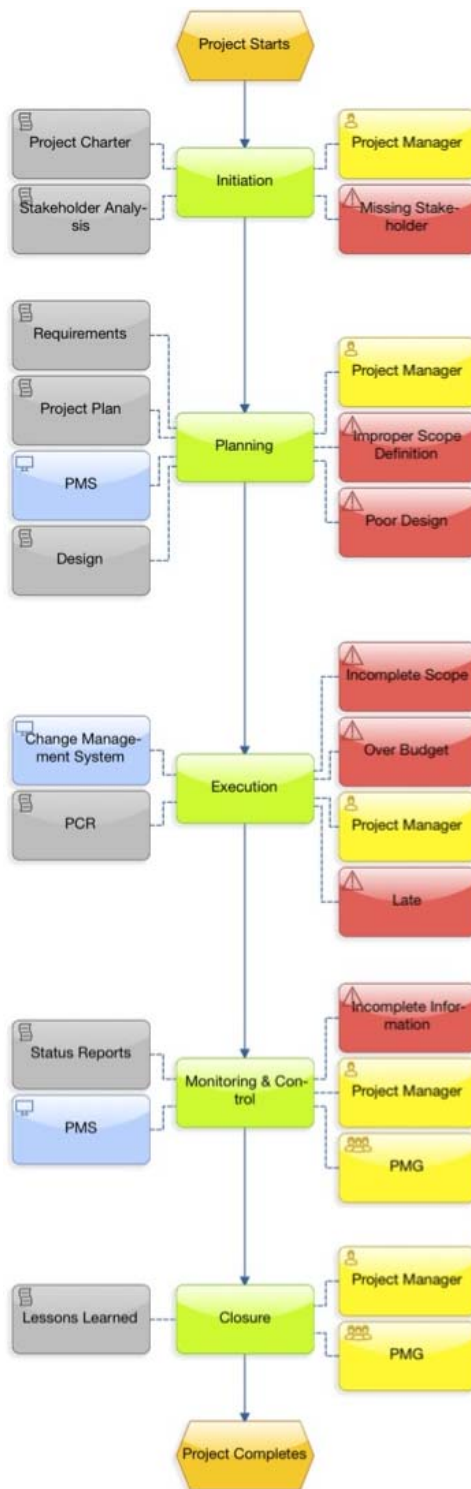 Project Starts
Project Charter
Project Manager
Initiation
Stakeholder Analy-
sis
Missing Stake-
holder
Requirements
Project Manager
Project Plan
Planning
Improper Scope
Definition
PMS
Poor Design
Design
Incomplete Scope
Change Manage-
ment System
Over Budget
Execution
PCR
Project Manager
Late
Incomplete Infor-
mation
Status Reports
Monitoring & Con-
trol
Project Manager
PMS
PMG
Project Manager
Lessons Learned
Closure
PMG
Project Completes